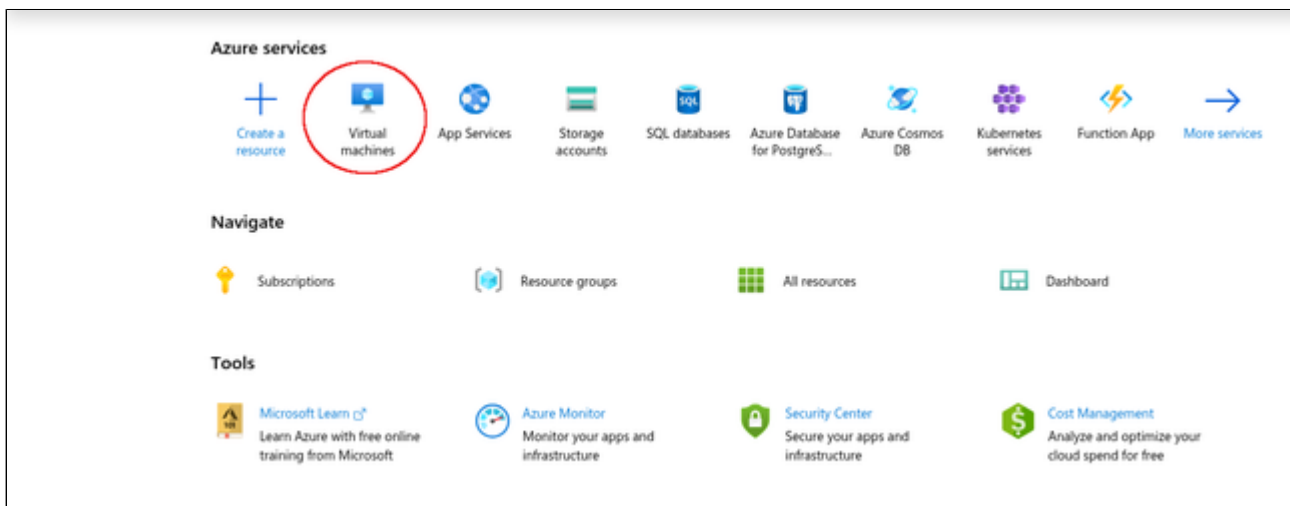 Azure services
Create a resource
Virtual machines
App Services
Storage accounts
SQL databases
Azure Database for PostgreS...
Azure Cosmos DB
Kubernetes services
Function App
More services
Navigate
Subscriptions
Resource groups
All resources
Dashboard
Tools
Microsoft Learn
Learn Azure with free online
training from Microsoft
Azure Monitor
Monitor your apps and
infrastructure
Security Center
Secure your apps and
infrastructure
Cost Management
Analyze and optimize your
cloud spend for free